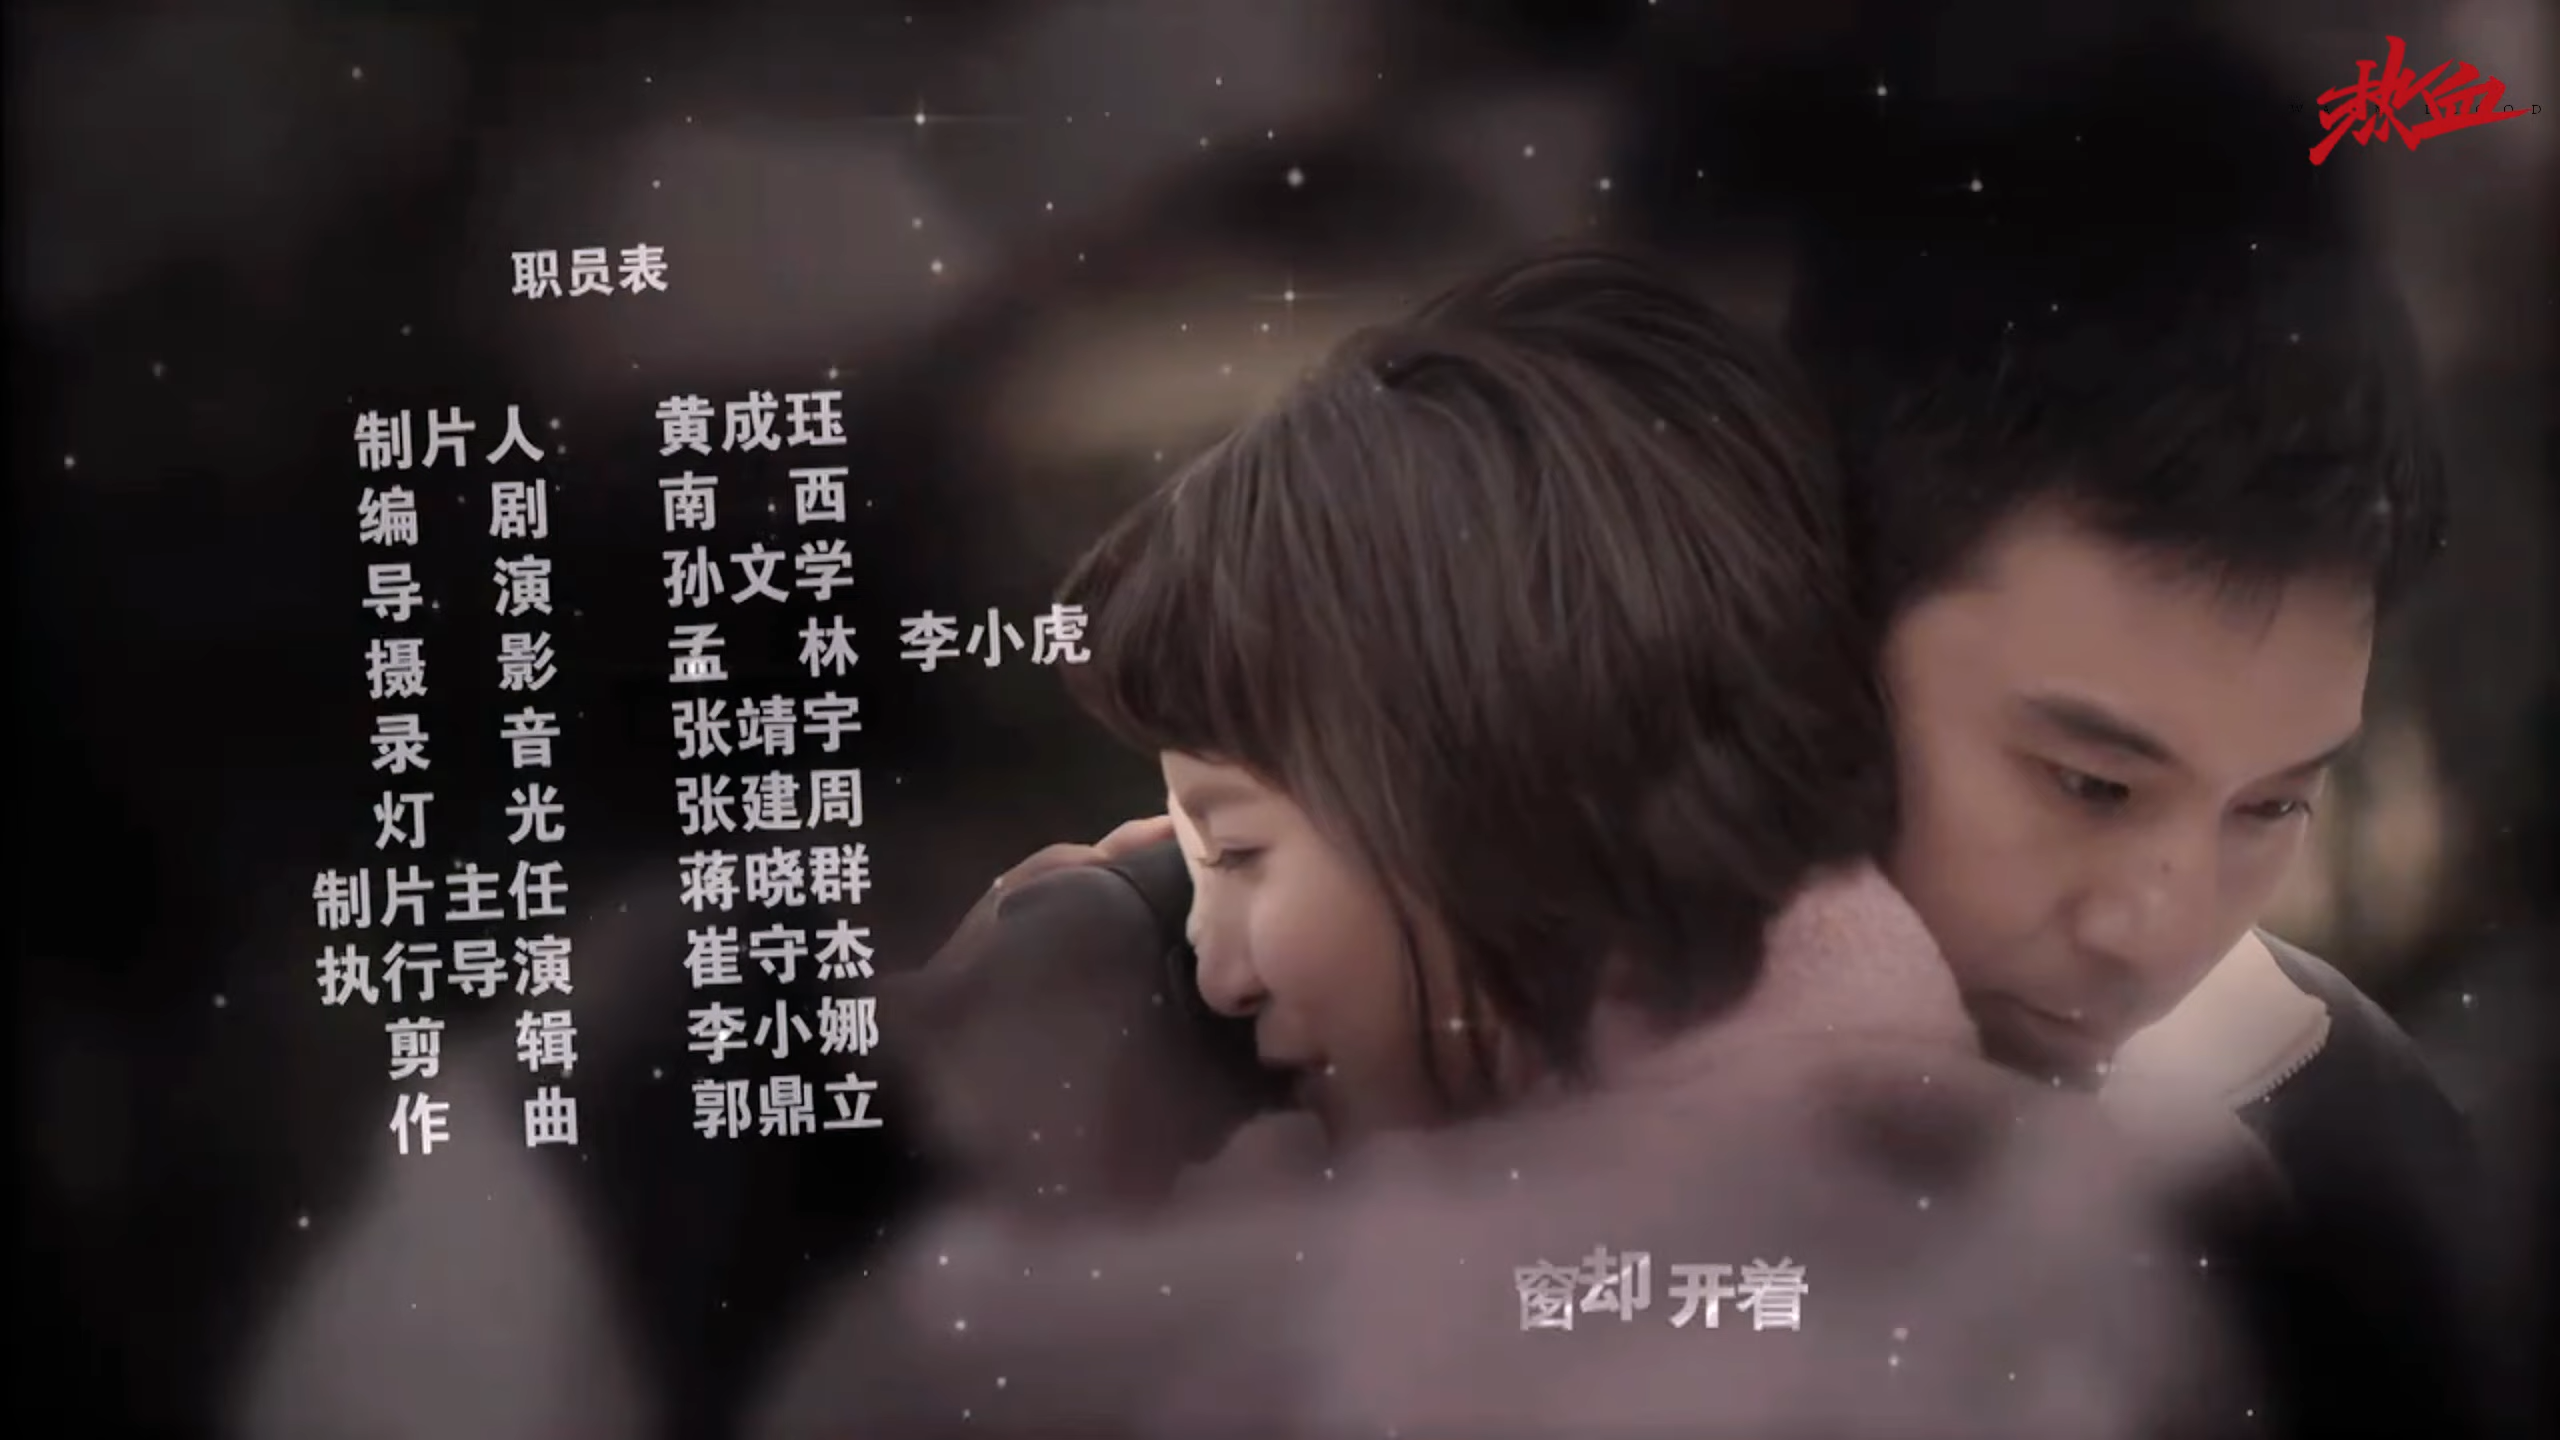 热血
职员表
制片人 黄成珏
编剧 南西
导演 孙文学
摄影 孟林 李小虎
录音 张靖宇
灯光 张建周
制片主任 蒋晓群
执行导演 崔守杰
剪辑 李小娜
作曲 郭鼎立
窗却开着